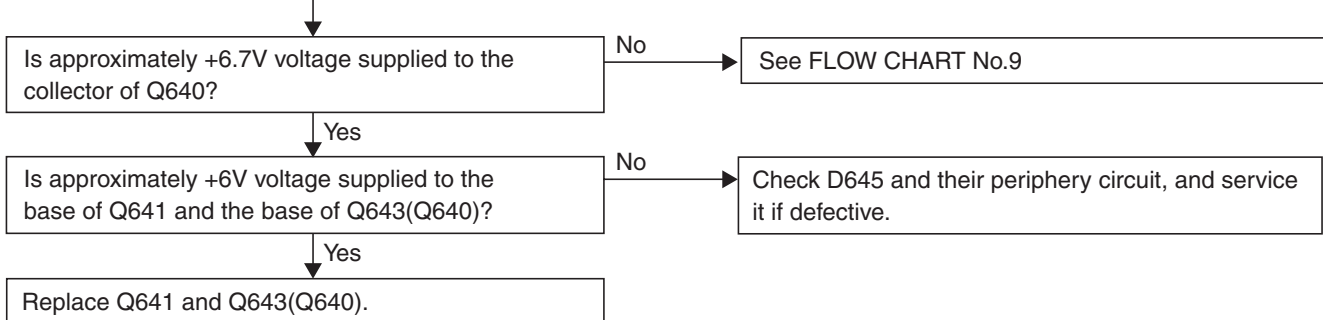 Is approximately +6.7V voltage supplied to the
collector of Q640?
No
See FLOW CHART No.9
Yes
Is approximately +6V voltage supplied to the
base of Q641 and the base of Q643(Q640)?
No
Check D645 and their periphery circuit, and service
it if defective.
Yes
Replace Q641 and Q643(Q640).